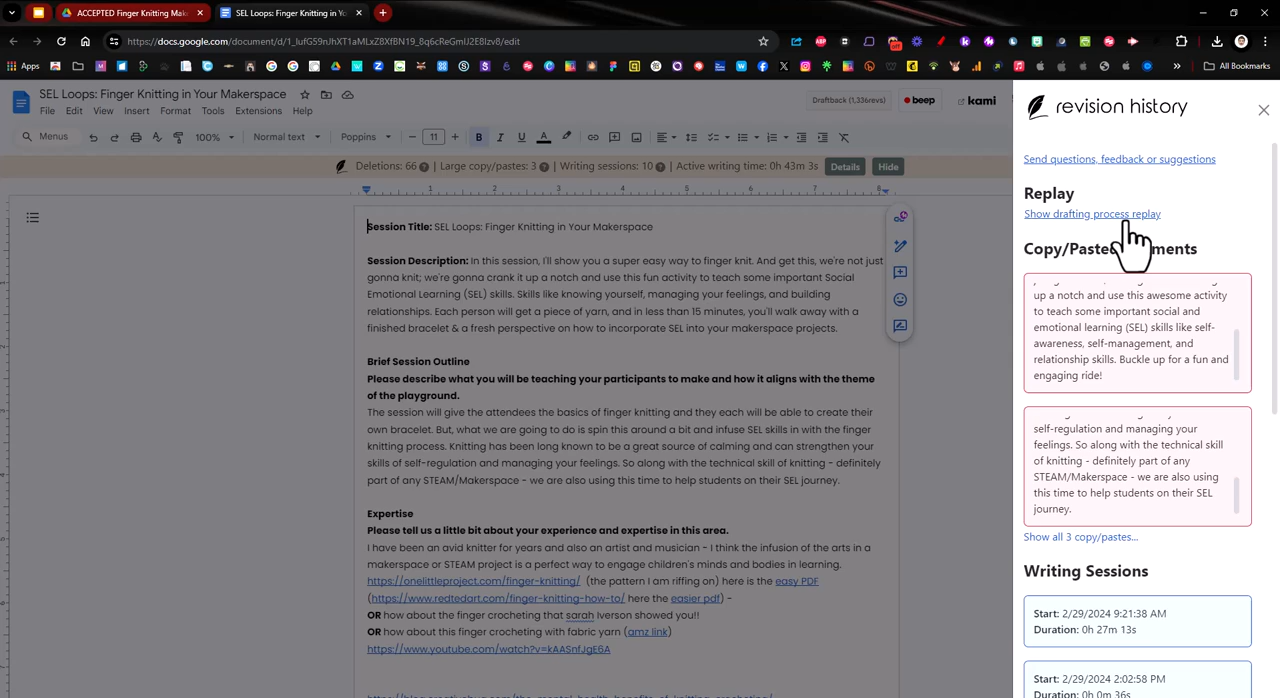 ACCEPTED Finger Knitting Mak
SEL Loops: Finger Knitting in Yo
https://docs.google.com/document/d/1_IufG59nJhXT1aMLxZ8XfBN19_8q6cReGmIJ2E8Izv8/edit
Apps
All Bookmarks
SEL Loops: Finger Knitting in Your Makerspace
File Edit View Insert Format Tools Extensions Help
Draftback (1,336revs)
beep
kami
Menus
100%
Normal text
Poppins
11
Deletions: 66 Large copy/pastes: 3 Writing sessions: 10 Active writing time: 0h 43m 3s Details Hide
1 2 3 4 5 6 7 8
Session Title: SEL Loops: Finger Knitting in Your Makerspace
Session Description: In this session, I'll show you a super easy way to finger knit. And get this, we're not just
gonna knit; we're gonna crank it up a notch and use this fun activity to teach some important Social
Emotional Learning (SEL) skills. Skills like knowing yourself, managing your feelings, and building
relationships. Each person will get a piece of yarn, and in less than 15 minutes, you'll walk away with a
finished bracelet & a fresh perspective on how to incorporate SEL into your makerspace projects.
Brief Session Outline
Please describe what you will be teaching your participants to make and how it aligns with the theme
of the playground.
The session will give the attendees the basics of finger knitting and they each will be able to create their
own bracelet. But, what we are going to do is spin this around a bit and infuse SEL skills in with the finger
knitting process. Knitting has been long known to be a great source of calming and can strengthen your
skills of self-regulation and managing your feelings. So along with the technical skill of knitting - definitely
part of any STEAM/Makerspace - we are also using this time to help students on their SEL journey.
Expertise
Please tell us a little bit about your experience and expertise in this area.
I have been an avid knitter for years and also an artist and musician - I think the infusion of the arts in a
makerspace or STEAM project is a perfect way to engage children's minds and bodies in learning.
https://onelittleproject.com/finger-knitting/ (the pattern I am riffing on) here is the easy PDF
(https://www.redtedart.com/finger-knitting-how-to/ here the easier pdf) -
OR how about the finger crocheting that sarah Iverson showed you!!
OR how about this finger crocheting with fabric yarn (amz link)
https://www.youtube.com/watch?v=kAASnfJgE6A
revision history
Send questions, feedback or suggestions
Replay
Show drafting process replay
Copy/Paste
up a notch and use this awesome activity
to teach some important social and
emotional learning (SEL) skills like self-
awareness, self-management, and
relationship skills. Buckle up for a fun and
engaging ride!
self-regulation and managing your
feelings. So along with the technical skill
of knitting - definitely part of any
STEAM/Makerspace - we are also using
this time to help students on their SEL
journey.
Show all 3 copy/pastes...
Writing Sessions
Start: 2/29/2024 9:21:38 AM
Duration: 0h 27m 13s
Start: 2/29/2024 2:02:58 PM
Duration: 0h 0m 36s